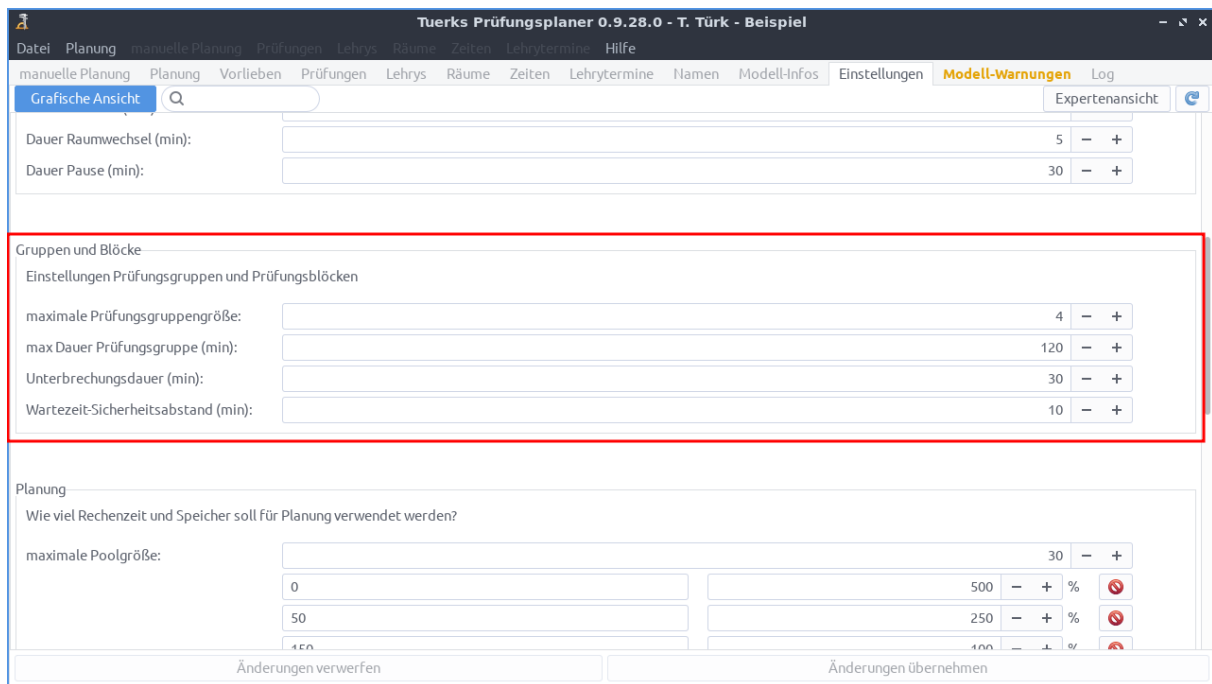 Tuerks Prüfungsplaner 0.9.28.0 - T. Türk - Beispiel
Datei Planung manuelle Planung Prüfungen Lehrys Räume Zeiten Lehrytermine Hilfe
manuelle Planung Planung Vorlieben Prüfungen Lehrys Räume Zeiten Lehrytermine Namen Modell-Infos Einstellungen Modell-Warnungen Log
Grafische Ansicht Expertenansicht
Dauer Raumwechsel (min): 5 − +
Dauer Pause (min): 30 − +
Gruppen und Blöcke
Einstellungen Prüfungsgruppen und Prüfungsblöcken
maximale Prüfungsgruppengröße: 4 − +
max Dauer Prüfungsgruppe (min): 120 − +
Unterbrechungsdauer (min): 30 − +
Wartezeit-Sicherheitsabstand (min): 10 − +
Planung
Wie viel Rechenzeit und Speicher soll für Planung verwendet werden?
maximale Poolgröße: 30 − +
0 500 − + %
50 250 − + %
150 100 − + %
Änderungen verwerfen Änderungen übernehmen